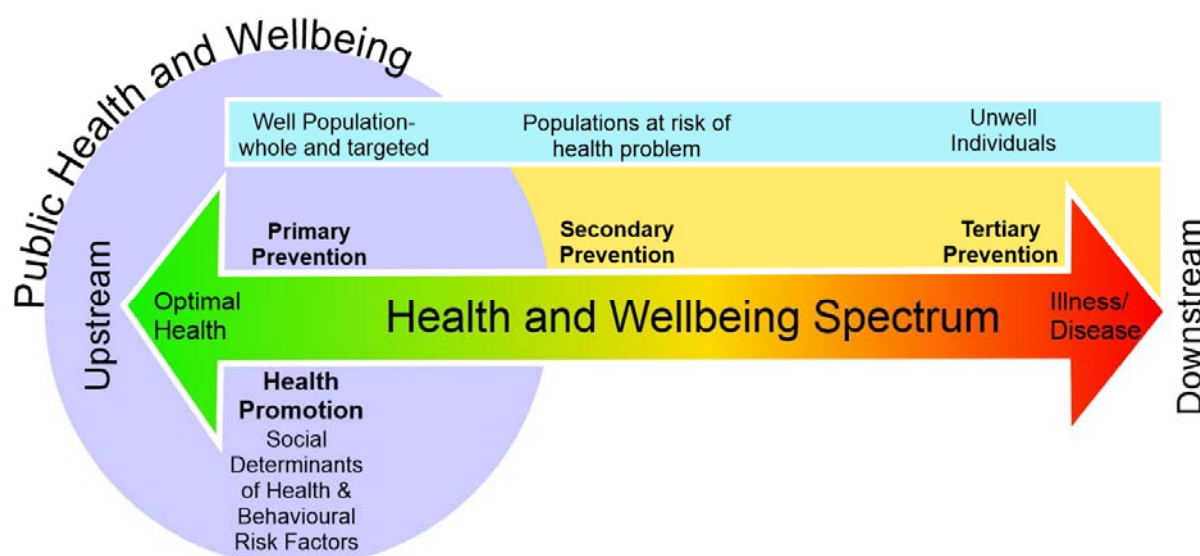 Public Health and Wellbeing
Well Population-
whole and targeted
Populations at risk of
health problem
Unwell
Individuals
Primary
Prevention
Secondary
Prevention
Tertiary
Prevention
Upstream
Optimal
Health
Health and Wellbeing Spectrum
Illness/
Disease
Downstream
Health
Promotion
Social
Determinants
of Health &
Behavioural
Risk Factors